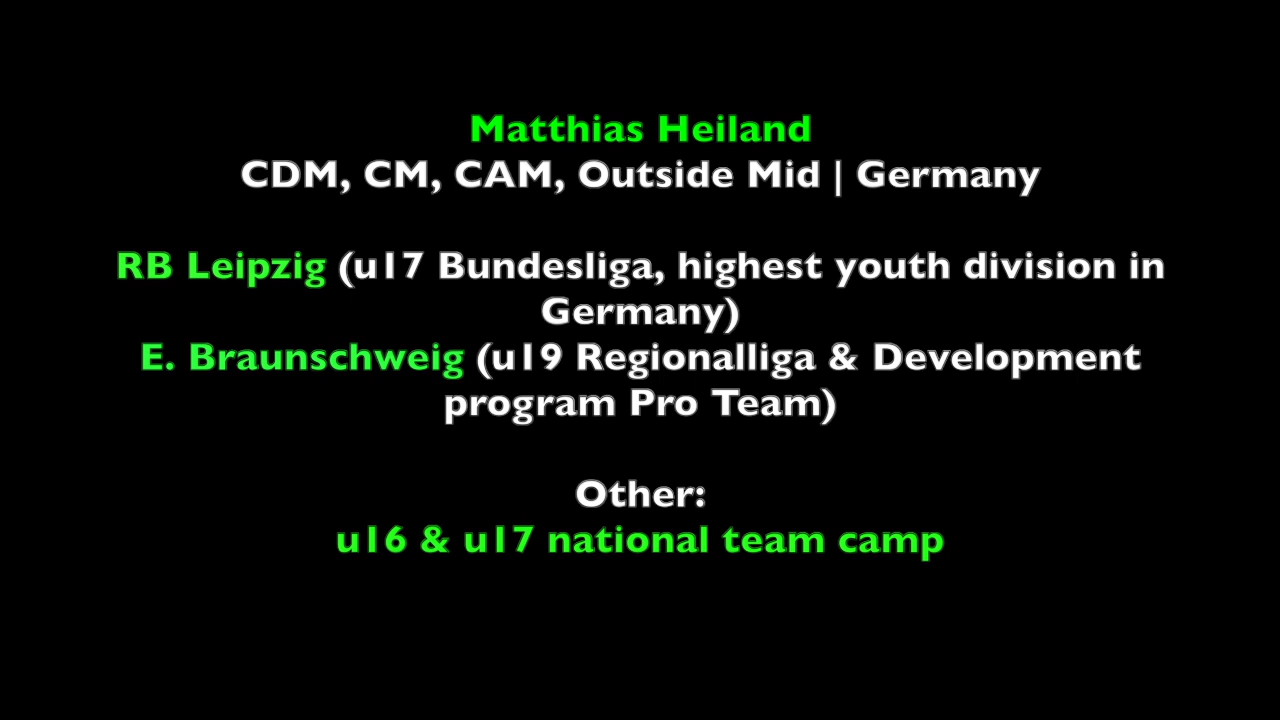 Matthias Heiland
CDM, CM, CAM, Outside Mid | Germany
RB Leipzig (u17 Bundesliga, highest youth division in
Germany)
E. Braunschweig (u19 Regionalliga & Development
program Pro Team)
Other:
u16 & u17 national team camp